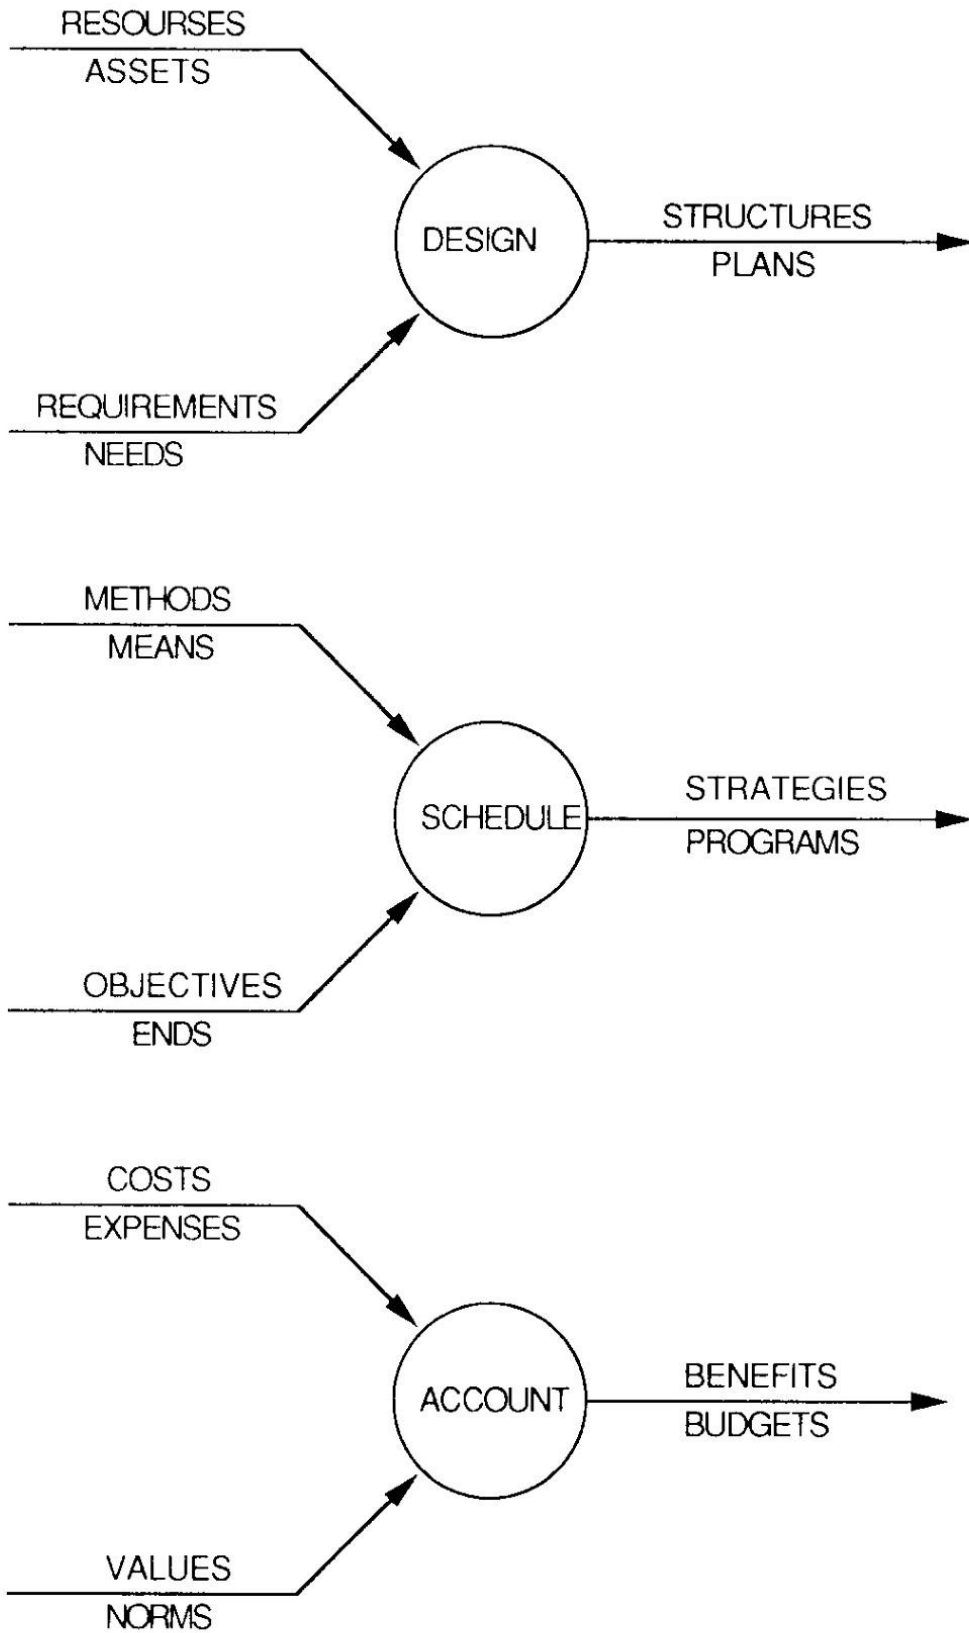 RESOURSES
ASSETS
DESIGN
STRUCTURES
PLANS
REQUIREMENTS
NEEDS
METHODS
MEANS
SCHEDULE
STRATEGIES
PROGRAMS
OBJECTIVES
ENDS
COSTS
EXPENSES
ACCOUNT
BENEFITS
BUDGETS
VALUES
NORMS